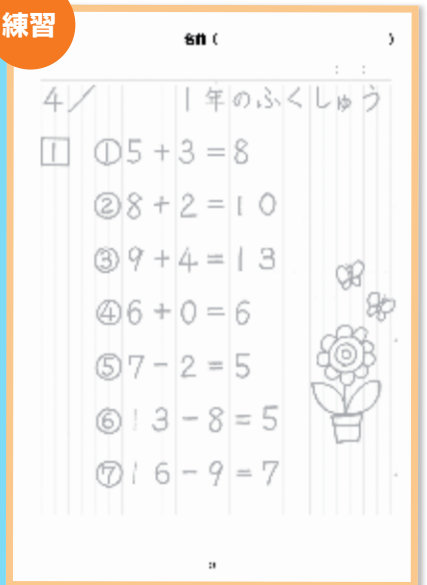 練習
名前(　　　)
4/　1年のふくしゅう
1 ①5+3=8
②8+2=10
③9+4=13
④6+0=6
⑤7-2=5
⑥13-8=5
⑦16-9=7